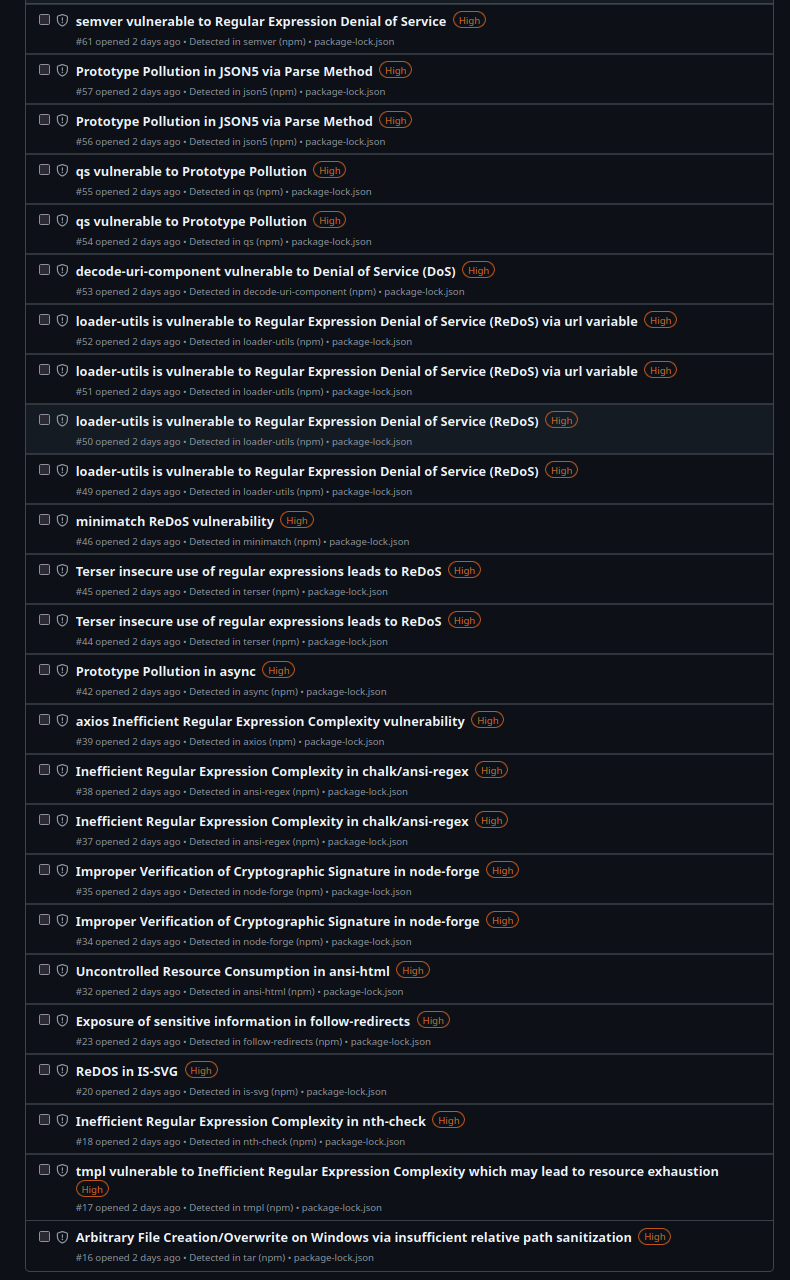 semver vulnerable to Regular Expression Denial of Service High
#61 opened 2 days ago • Detected in semver (npm) • package-lock.json
Prototype Pollution in JSON5 via Parse Method High
#57 opened 2 days ago • Detected in json5 (npm) • package-lock.json
Prototype Pollution in JSON5 via Parse Method High
#56 opened 2 days ago • Detected in json5 (npm) • package-lock.json
qs vulnerable to Prototype Pollution High
#55 opened 2 days ago • Detected in qs (npm) • package-lock.json
qs vulnerable to Prototype Pollution High
#54 opened 2 days ago • Detected in qs (npm) • package-lock.json
decode-uri-component vulnerable to Denial of Service (DoS) High
#53 opened 2 days ago • Detected in decode-uri-component (npm) • package-lock.json
loader-utils is vulnerable to Regular Expression Denial of Service (ReDoS) via url variable High
#52 opened 2 days ago • Detected in loader-utils (npm) • package-lock.json
loader-utils is vulnerable to Regular Expression Denial of Service (ReDoS) via url variable High
#51 opened 2 days ago • Detected in loader-utils (npm) • package-lock.json
loader-utils is vulnerable to Regular Expression Denial of Service (ReDoS) High
#50 opened 2 days ago • Detected in loader-utils (npm) • package-lock.json
loader-utils is vulnerable to Regular Expression Denial of Service (ReDoS) High
#49 opened 2 days ago • Detected in loader-utils (npm) • package-lock.json
minimatch ReDoS vulnerability High
#46 opened 2 days ago • Detected in minimatch (npm) • package-lock.json
Terser insecure use of regular expressions leads to ReDoS High
#45 opened 2 days ago • Detected in terser (npm) • package-lock.json
Terser insecure use of regular expressions leads to ReDoS High
#44 opened 2 days ago • Detected in terser (npm) • package-lock.json
Prototype Pollution in async High
#42 opened 2 days ago • Detected in async (npm) • package-lock.json
axios Inefficient Regular Expression Complexity vulnerability High
#39 opened 2 days ago • Detected in axios (npm) • package-lock.json
Inefficient Regular Expression Complexity in chalk/ansi-regex High
#38 opened 2 days ago • Detected in ansi-regex (npm) • package-lock.json
Inefficient Regular Expression Complexity in chalk/ansi-regex High
#37 opened 2 days ago • Detected in ansi-regex (npm) • package-lock.json
Improper Verification of Cryptographic Signature in node-forge High
#35 opened 2 days ago • Detected in node-forge (npm) • package-lock.json
Improper Verification of Cryptographic Signature in node-forge High
#34 opened 2 days ago • Detected in node-forge (npm) • package-lock.json
Uncontrolled Resource Consumption in ansi-html High
#32 opened 2 days ago • Detected in ansi-html (npm) • package-lock.json
Exposure of sensitive information in follow-redirects High
#23 opened 2 days ago • Detected in follow-redirects (npm) • package-lock.json
ReDOS in IS-SVG High
#20 opened 2 days ago • Detected in is-svg (npm) • package-lock.json
Inefficient Regular Expression Complexity in nth-check High
#18 opened 2 days ago • Detected in nth-check (npm) • package-lock.json
tmpl vulnerable to Inefficient Regular Expression Complexity which may lead to resource exhaustion
High
#17 opened 2 days ago • Detected in tmpl (npm) • package-lock.json
Arbitrary File Creation/Overwrite on Windows via insufficient relative path sanitization High
#16 opened 2 days ago • Detected in tar (npm) • package-lock.json